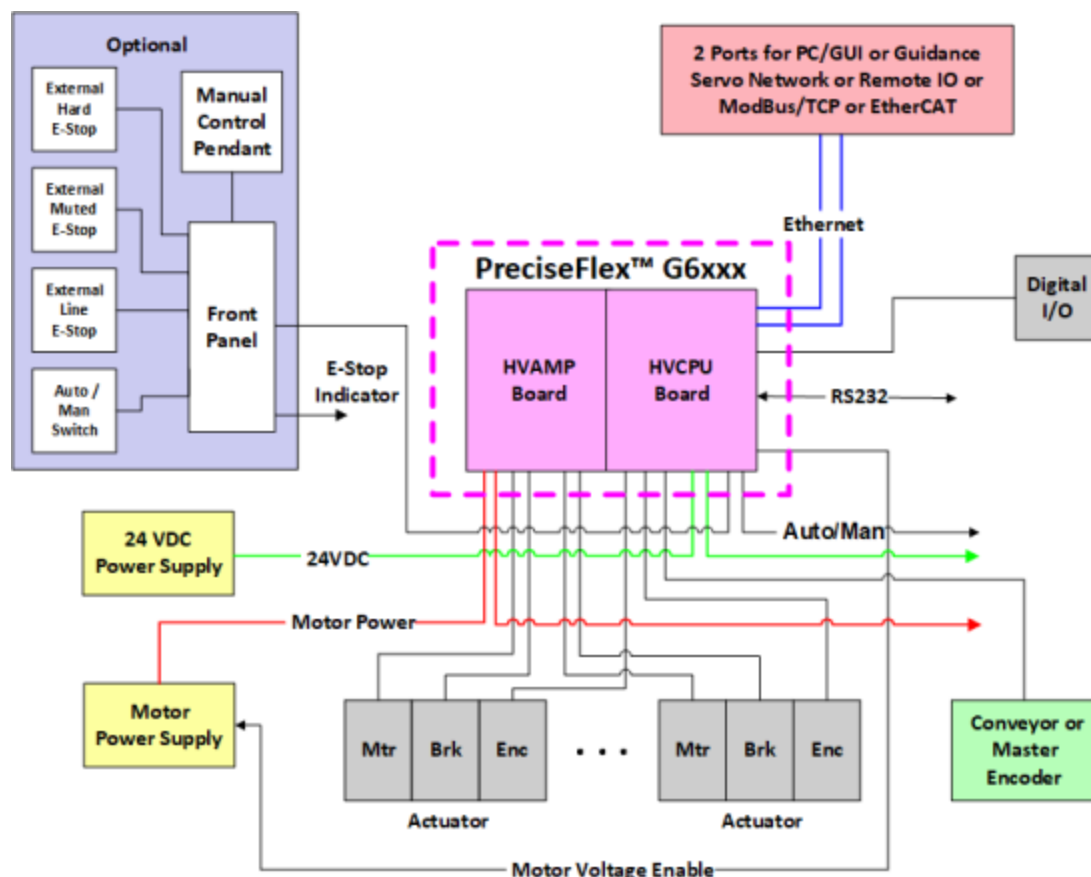 Optional
External
Hard
E-Stop
Manual
Control
Pendant
External
Muted
E-Stop
External
Line
E-Stop
Auto /
Man
Switch
Front
Panel
E-Stop
Indicator
2 Ports for PC/GUI or Guidance
Servo Network or Remote IO or
ModBus/TCP or EtherCAT
Ethernet
PreciseFlex™ G6xxx
HVAMP
Board
HVCPU
Board
Digital
I/O
RS232
Auto/Man
24 VDC
Power Supply
24VDC
Motor Power
Motor
Power Supply
Mtr
Brk
Enc
Actuator
. . .
Mtr
Brk
Enc
Actuator
Conveyor or
Master
Encoder
Motor Voltage Enable